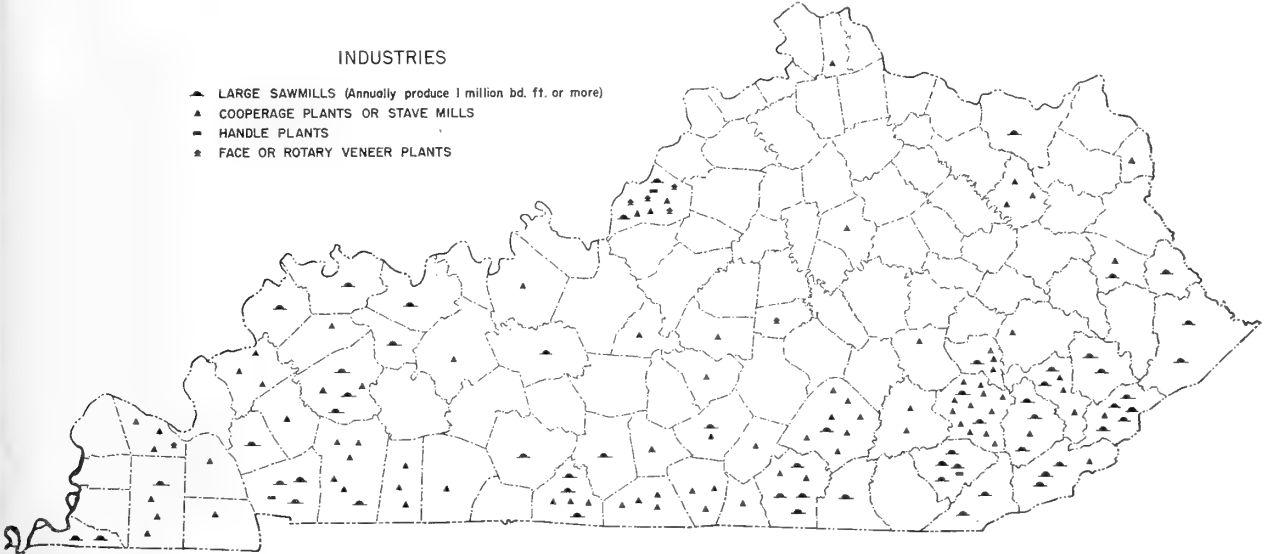 INDUSTRIES
LARGE SAWMILLS (Annually produce 1 million bd. ft. or more)
COOPERAGE PLANTS OR STAVE MILLS
HANDLE PLANTS
FACE OR ROTARY VENEER PLANTS